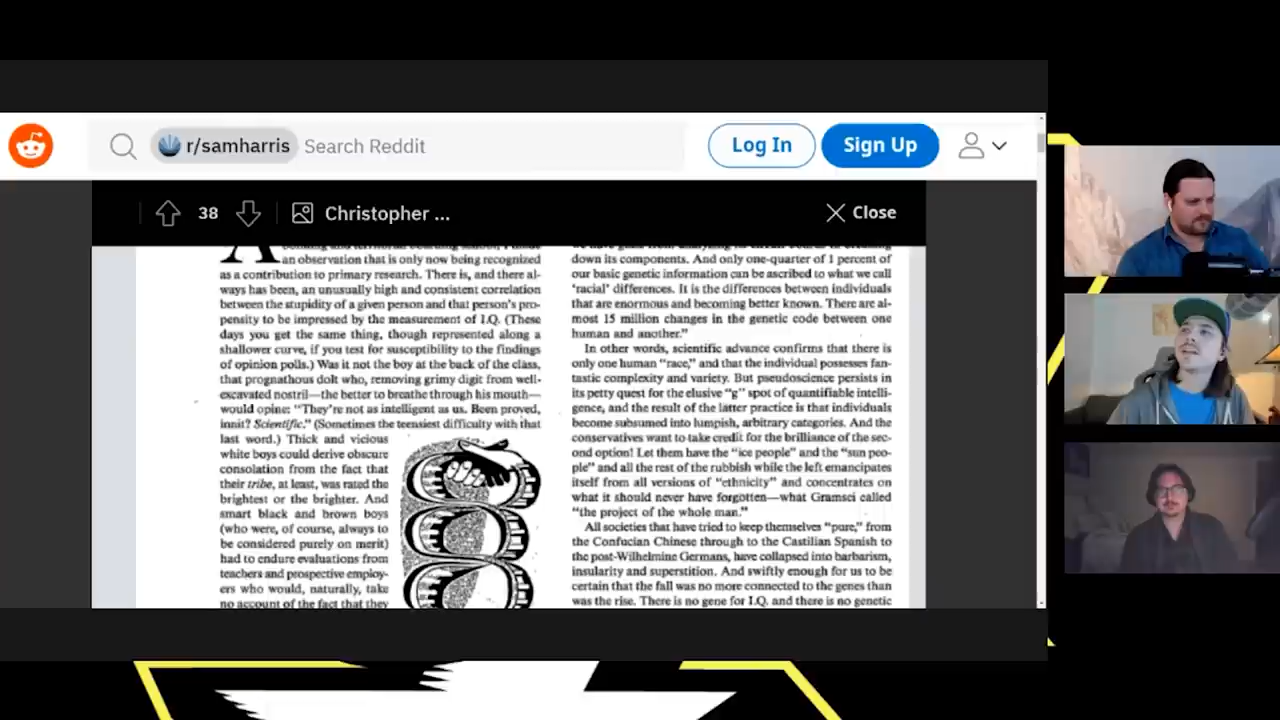 r/samharris Search Reddit Log In Sign Up
38 Christopher ... Close
an observation that is only now being recognized
as a contribution to primary research. There is, and there al-
ways has been, an unusually high and consistent correlation
between the stupidity of a given person and that person's pro-
pensity to be impressed by the measurement of I.Q. (These
days you get the same thing, though represented along a
shallower curve, if you test for susceptibility to the findings
of opinion polls.) Was it not the boy at the back of the class,
that prognathous dolt who, removing grimy digit from well-
excavated nostril—the better to breathe through his mouth—
would opine: "They're not as intelligent as us. Been proved,
innit? Scientific." (Sometimes the teensiest difficulty with that
last word.) Thick and vicious
white boys could derive obscure
consolation from the fact that
their tribe, at least, was rated the
brightest or the brighter. And
smart black and brown boys
(who were, of course, always to
be considered purely on merit)
had to endure evaluations from
teachers and prospective employ-
ers who would, naturally, take
no account of the fact that they
down its components. And only one-quarter of 1 percent of
our basic genetic information can be ascribed to what we call
'racial' differences. It is the differences between individuals
that are enormous and becoming better known. There are al-
most 15 million changes in the genetic code between one
human and another."
In other words, scientific advance confirms that there is
only one human "race," and that the individual possesses fan-
tastic complexity and variety. But pseudoscience persists in
its petty quest for the elusive "g" spot of quantifiable intelli-
gence, and the result of the latter practice is that individuals
become subsumed into lumpish, arbitrary categories. And the
conservatives want to take credit for the brilliance of the sec-
ond option! Let them have the "ice people" and the "sun peo-
ple" and all the rest of the rubbish while the left emancipates
itself from all versions of "ethnicity" and concentrates on
what it should never have forgotten—what Gramsci called
"the project of the whole man."
All societies that have tried to keep themselves "pure," from
the Confucian Chinese through to the Castilian Spanish to
the post-Wilhelmine Germans, have collapsed into barbarism,
insularity and superstition. And swiftly enough for us to be
certain that the fall was no more connected to the genes than
was the rise. There is no gene for I.Q. and there is no genetic